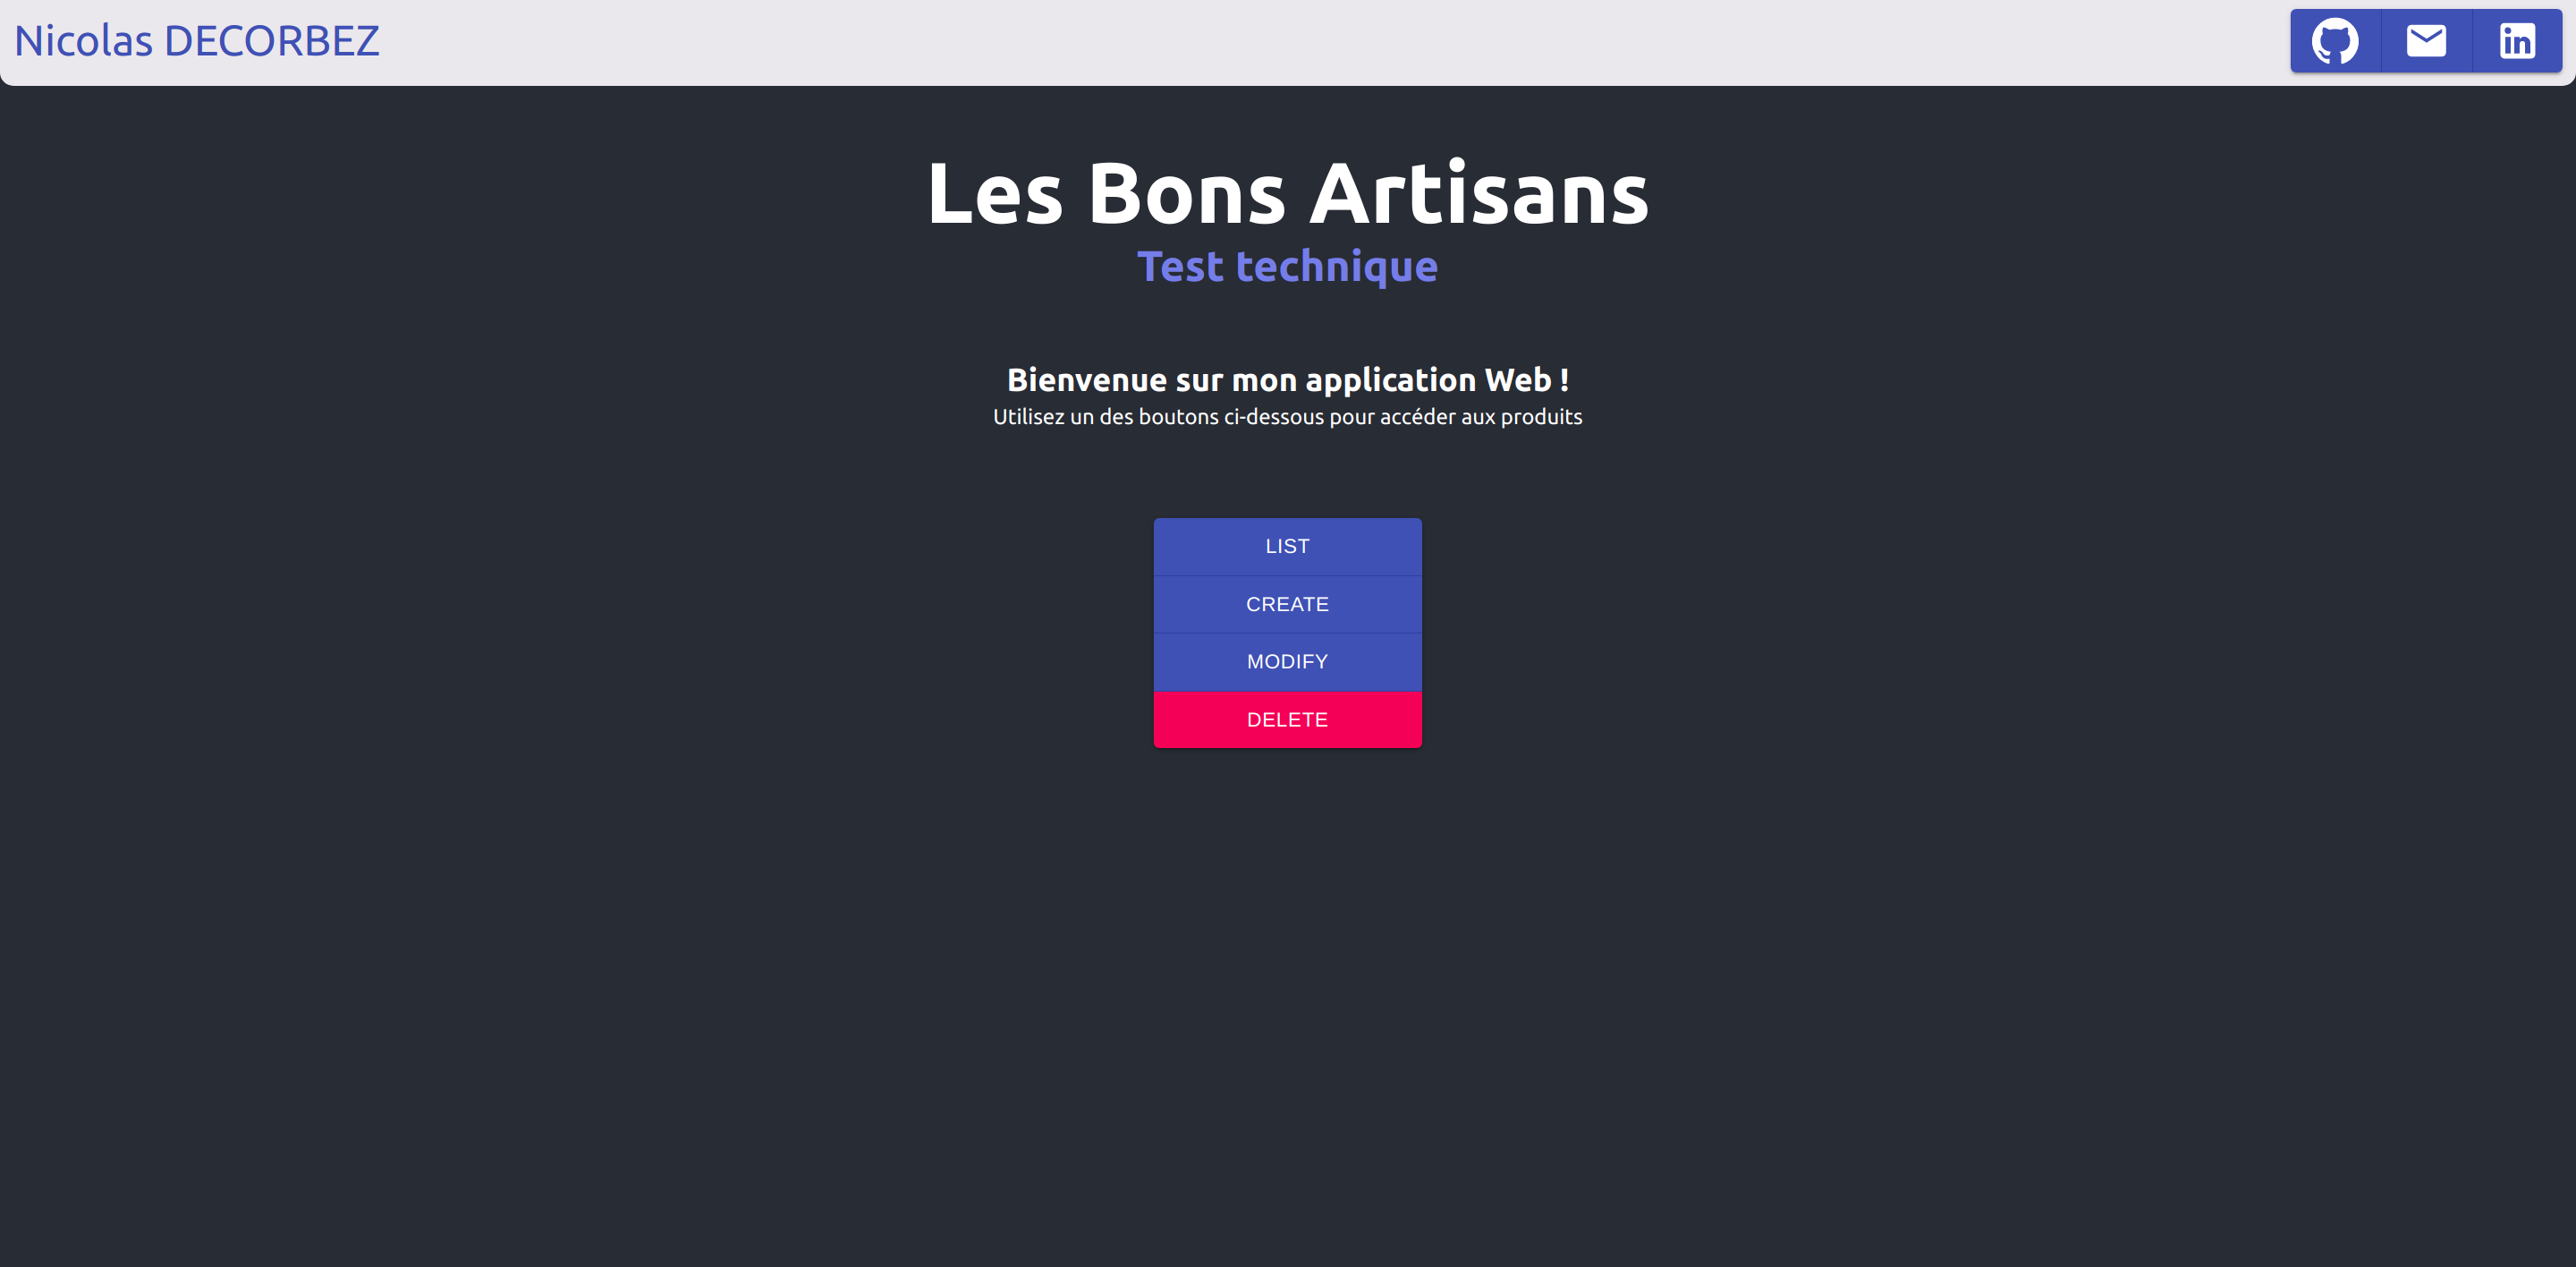 Nicolas DECORBEZ
Les Bons Artisans
Test technique
Bienvenue sur mon application Web !
Utilisez un des boutons ci-dessous pour accéder aux produits
LIST
CREATE
MODIFY
DELETE